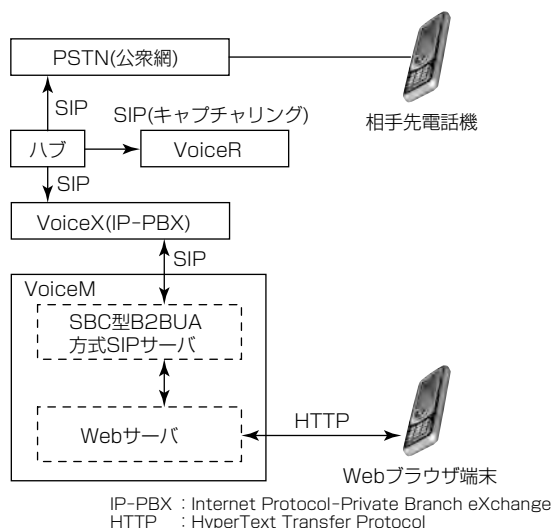 PSTN(公衆網)
SIP
SIP(キャプチャリング)
相手先電話機
ハブ
VoiceR
SIP
VoiceX(IP-PBX)
SIP
VoiceM
SBC型B2BUA
方式SIPサーバ
Webサーバ
HTTP
Webブラウザ端末
IP-PBX : Internet Protocol-Private Branch eXchange
HTTP : HyperText Transfer Protocol